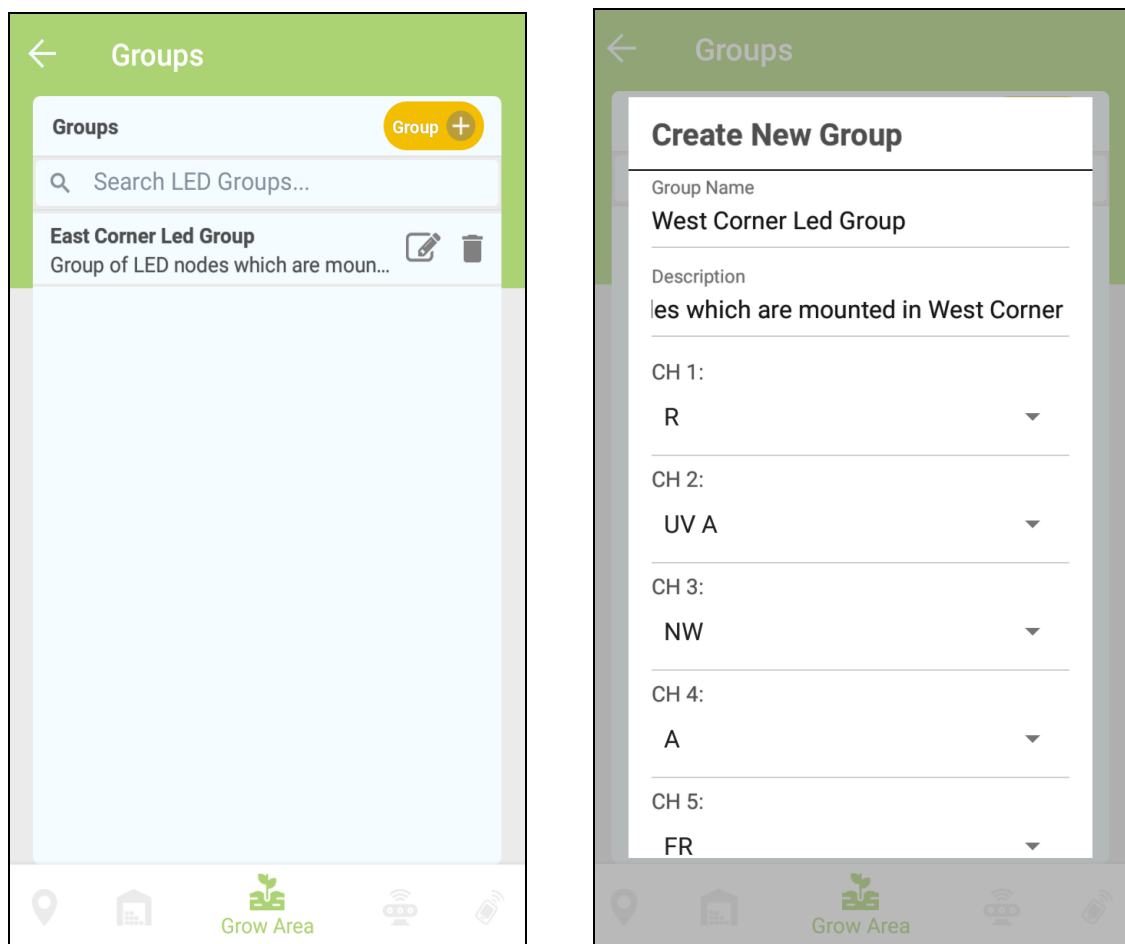 Groups
Groups
Group
Search LED Groups...
East Corner Led Group
Group of LED nodes which are moun...
Grow Area
Groups
Create New Group
Group Name
West Corner Led Group
Description
les which are mounted in West Corner
CH 1:
R
CH 2:
UV A
CH 3:
NW
CH 4:
A
CH 5:
FR
Grow Area